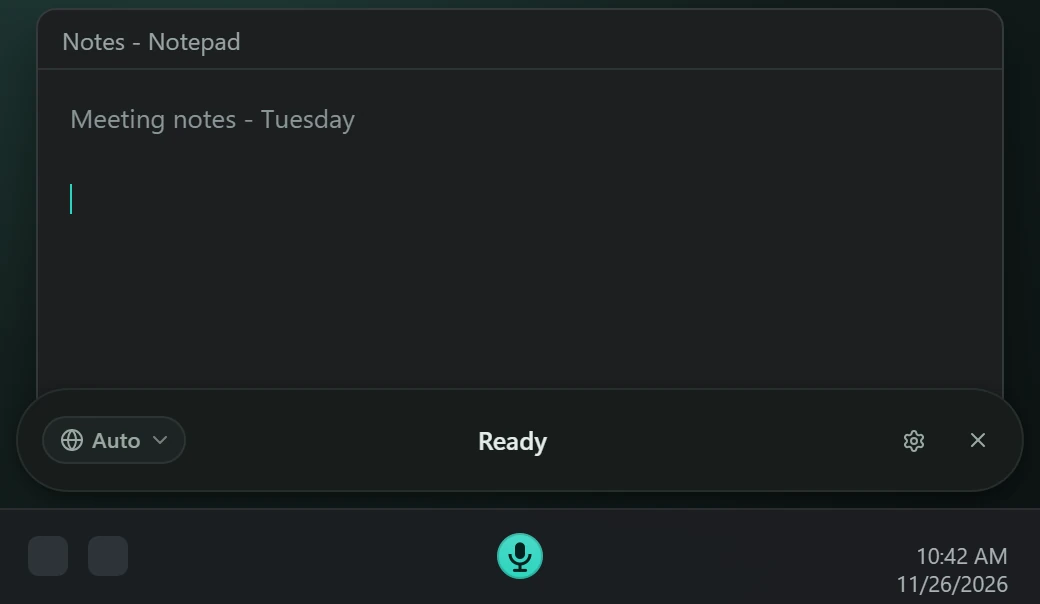 Notes - Notepad
Meeting notes - Tuesday
Auto
Ready
10:42 AM
11/26/2026